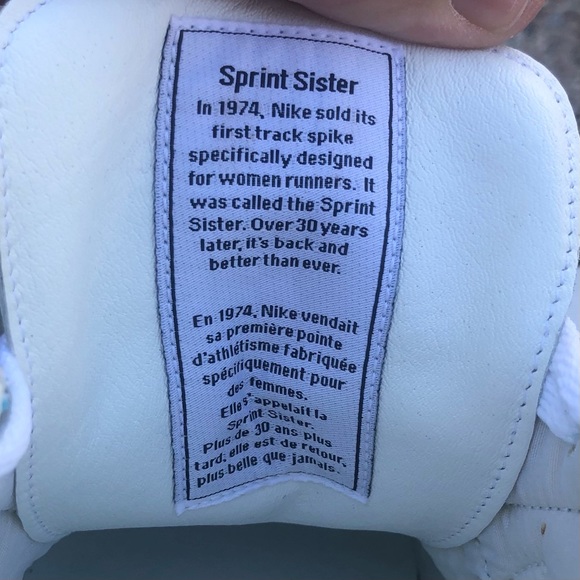 Sprint Sister
In 1974, Nike sold its
first track spike
specifically designed
for women runners. It
was called the Sprint
Sister. Over 30 years
later, it's back and
better than ever.
En 1974, Nike vendait
sa première pointe
d'athlétisme fabriquée
spécifiquement pour
des femmes.
Elle s'appelait la
Sprint Sister.
Plus de 30 ans plus
tard, elle est de retour,
plus belle que jamais.